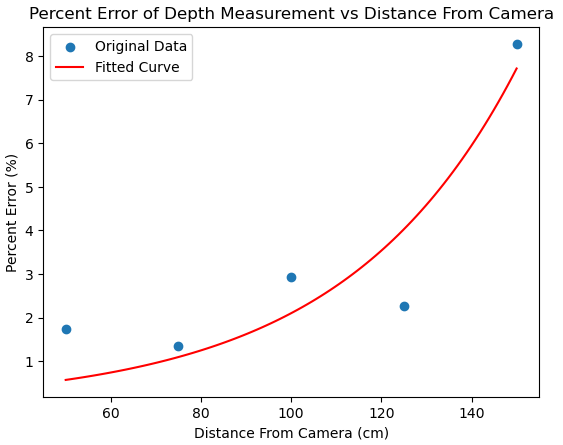 Percent Error of Depth Measurement vs Distance From Camera
Original Data
Fitted Curve
8
7
6
5
4
3
2
1
Percent Error (%)
60 80 100 120 140
Distance From Camera (cm)